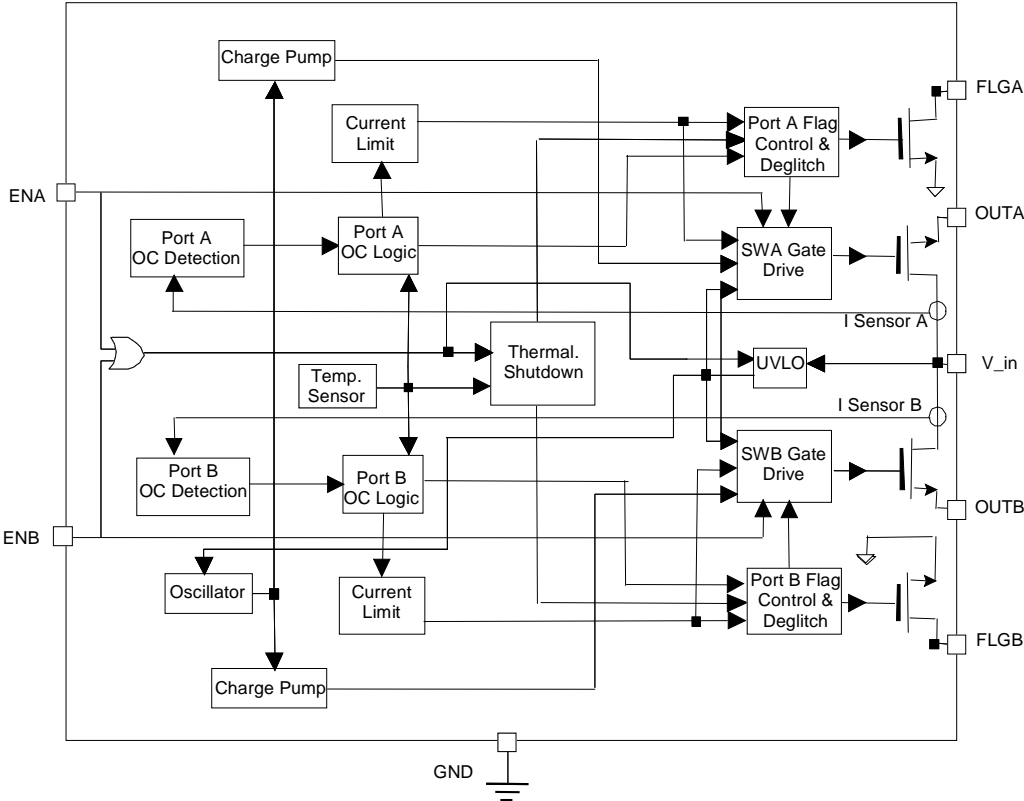 Charge Pump
FLGA
Current
Limit
Port A Flag
Control &
Deglitch
ENA
OUTA
Port A
OC Detection
Port A
OC Logic
SWA Gate
Drive
I Sensor A
Thermal.
Shutdown
UVLO
V_in
Temp.
Sensor
I Sensor B
Port B
OC Detection
Port B
OC Logic
SWB Gate
Drive
OUTB
ENB
Oscillator
Current
Limit
Port B Flag
Control &
Deglitch
FLGB
Charge Pump
GND